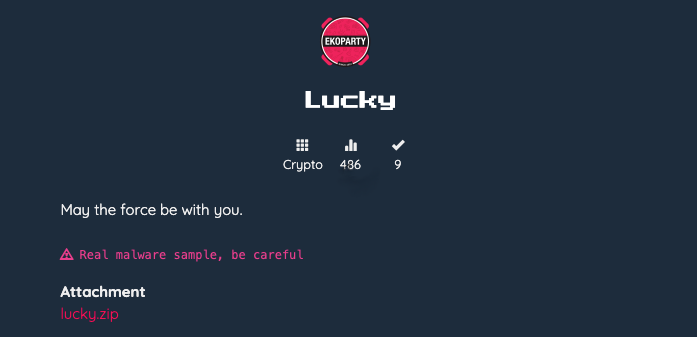 EKOPARTY
Lucky
Crypto 486 9
May the force be with you.
Real malware sample, be careful
Attachment
lucky.zip